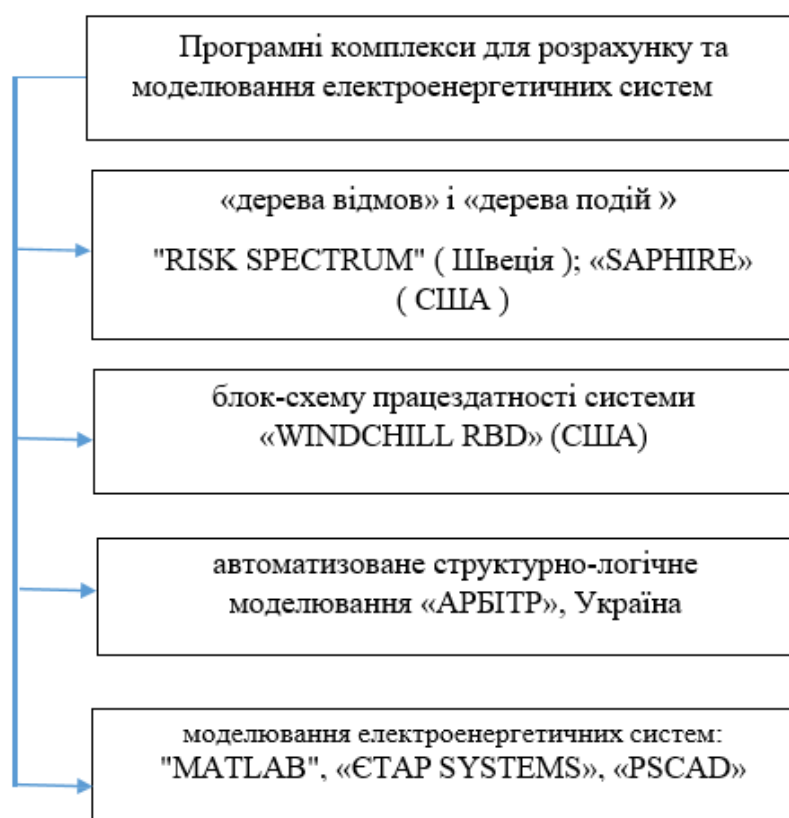 Програмні комплекси для розрахунку та
моделювання електроенергетичних систем
«дерева відмов» і «дерева подій »
"RISK SPECTRUM" ( Швеція ); «SAPHIRE»
( США )
блок-схему працездатності системи
«WINDCHILL RBD» (США)
автоматизоване структурно-логічне
моделювання «АРБІТР», Україна
моделювання електроенергетичних систем:
"MATLAB", «ЄТАР SYSTEMS», «PSCAD»